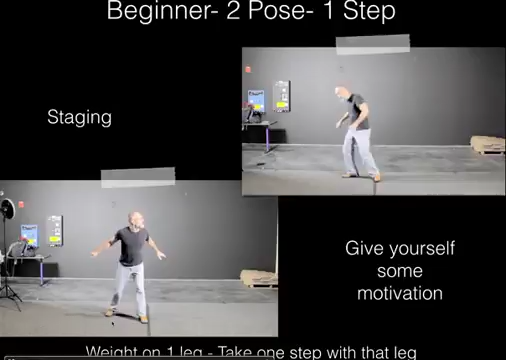 Beginner- 2 Pose- 1 Step
Staging
Give yourself
some
motivation
Weight on 1 leg - Take one step with that leg